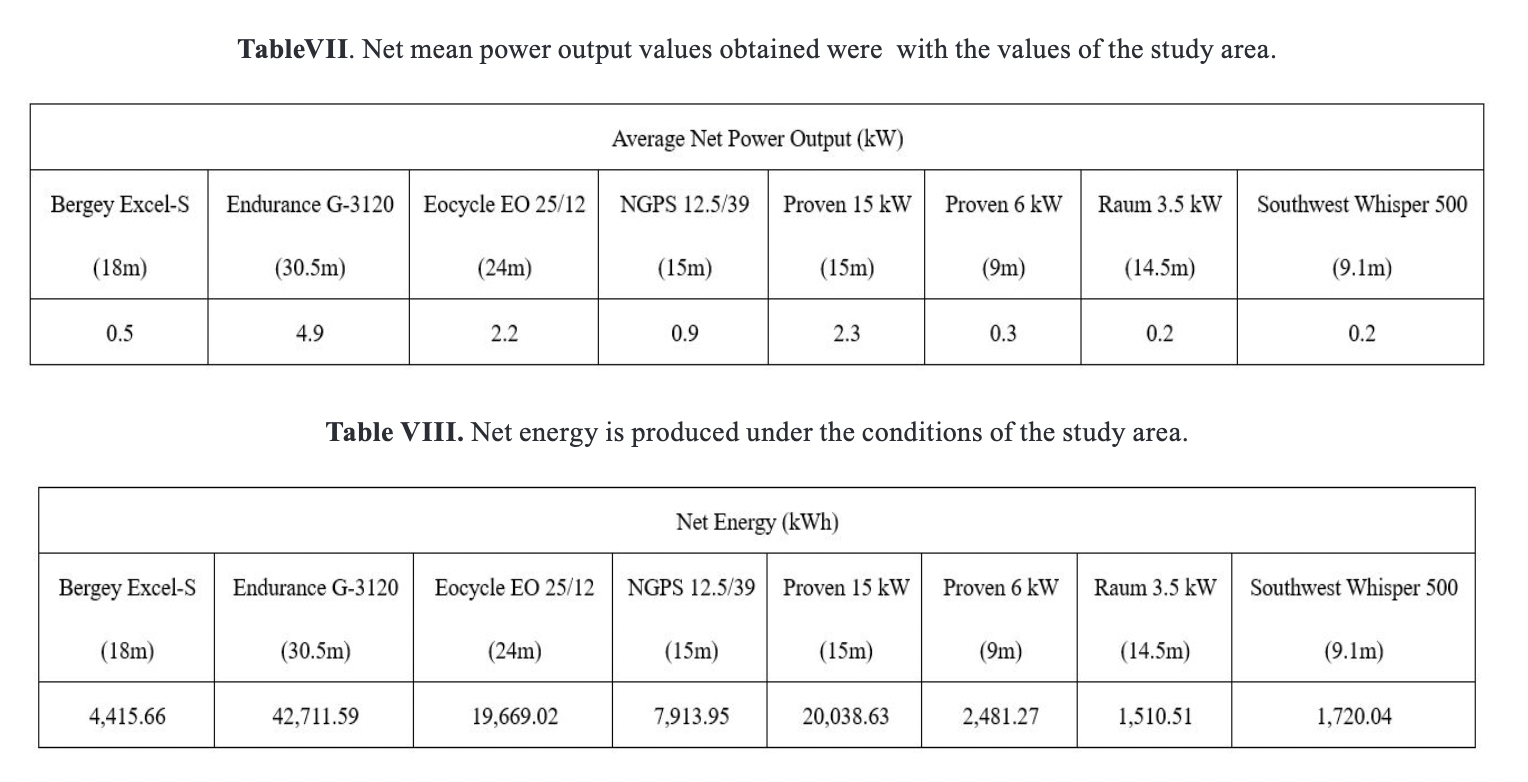 TableVII. Net mean power output values obtained were  with the values of the study area.
Average Net Power Output (kW)
Bergey Excel-S Endurance G-3120 Eocycle EO 25/12 NGPS 12.5/39 Proven 15 kW Proven 6 kW Raum 3.5 kW Southwest Whisper 500
(18m) (30.5m) (24m) (15m) (15m) (9m) (14.5m) (9.1m)
0.5 4.9 2.2 0.9 2.3 0.3 0.2 0.2
Table VIII. Net energy is produced under the conditions of the study area.
Net Energy (kWh)
Bergey Excel-S Endurance G-3120 Eocycle EO 25/12 NGPS 12.5/39 Proven 15 kW Proven 6 kW Raum 3.5 kW Southwest Whisper 500
(18m) (30.5m) (24m) (15m) (15m) (9m) (14.5m) (9.1m)
4,415.66 42,711.59 19,669.02 7,913.95 20,038.63 2,481.27 1,510.51 1,720.04